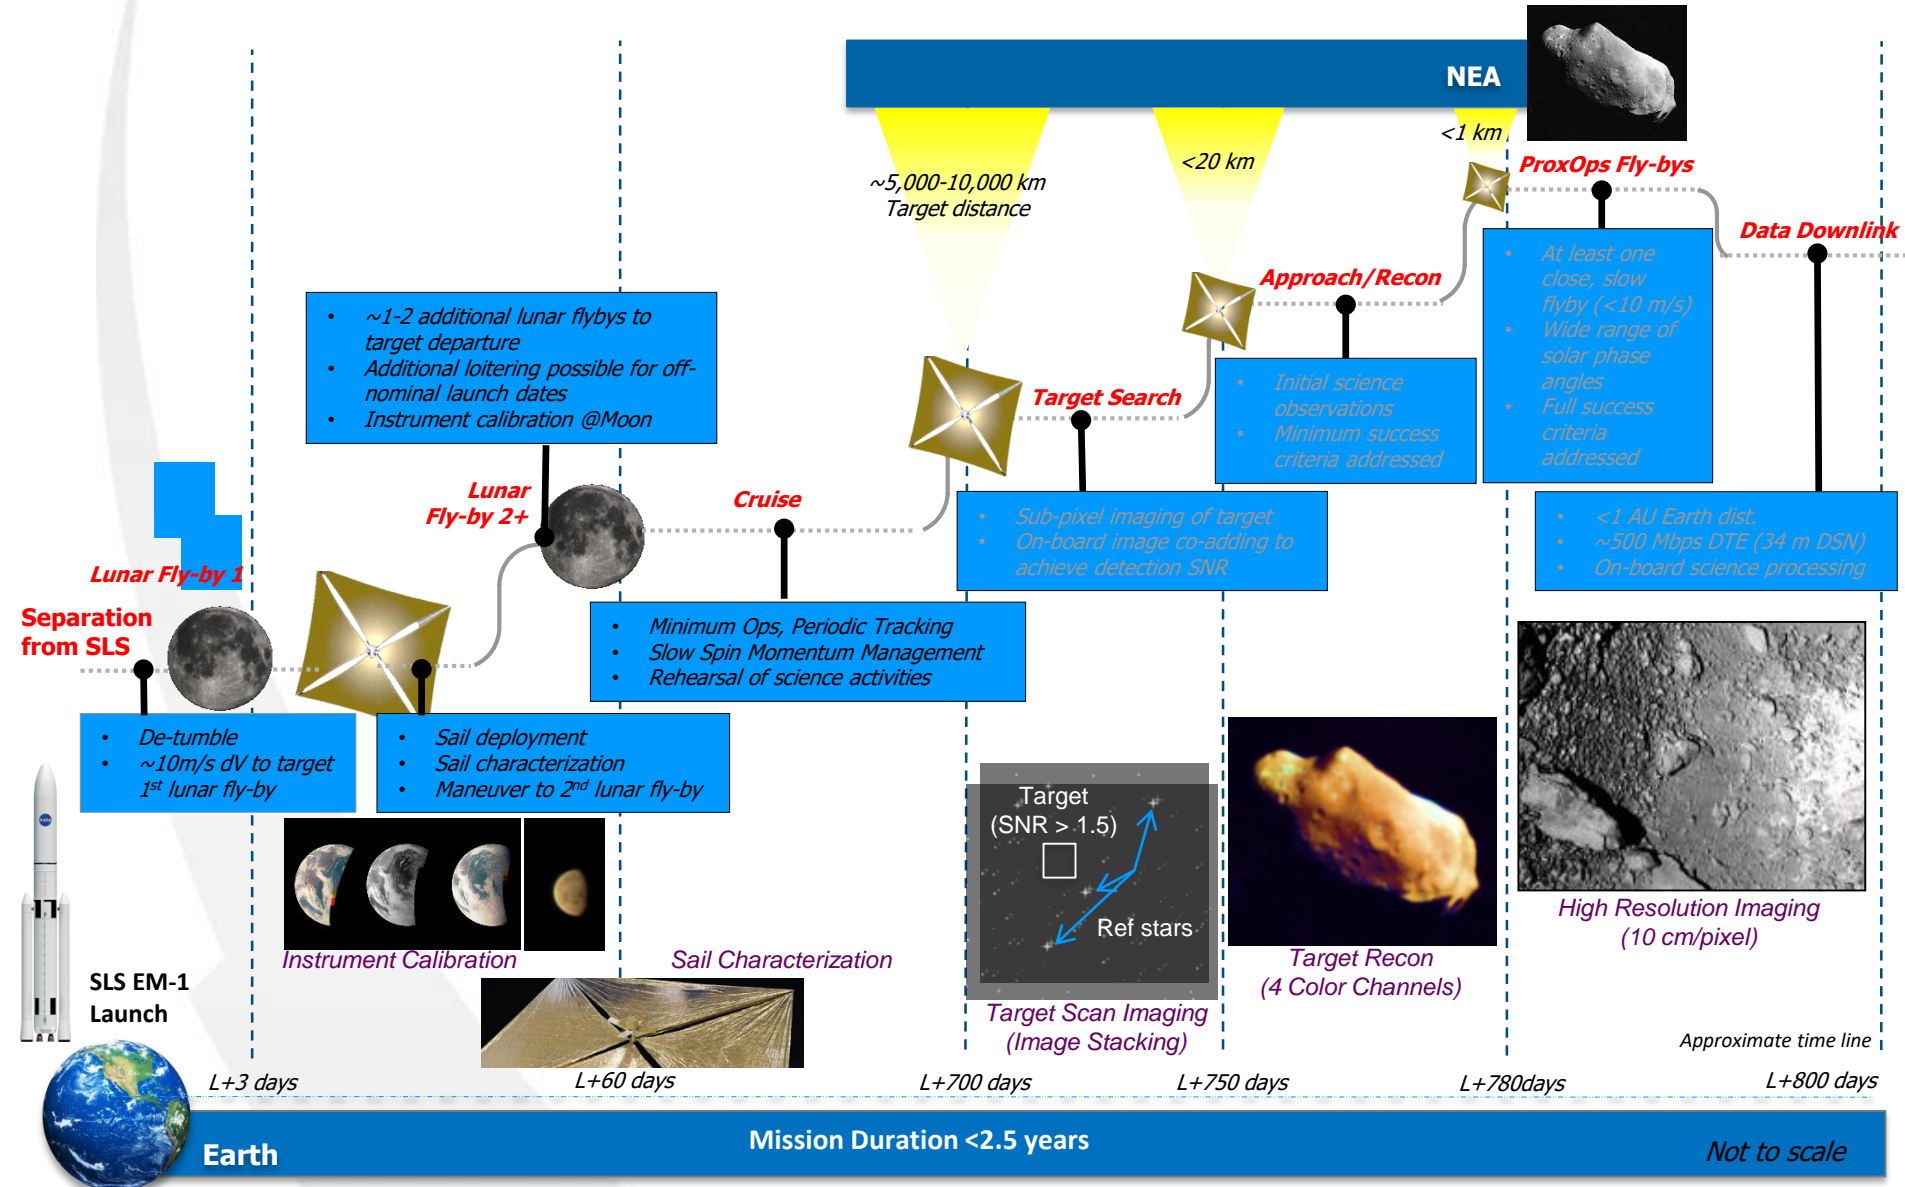 NEA
<1 km
<20 km
~5,000-10,000 km
Target distance
ProxOps Fly-bys
Data Downlink
Approach/Recon
Target Search
• At least one
close, slow
flyby (<10 m/s)
• Wide range of
solar phase
angles
• Full success
criteria
addressed
• ~1-2 additional lunar flybys to
target departure
• Additional loitering possible for off-
nominal launch dates
• Instrument calibration @Moon
• Initial science
observations
• Minimum success
criteria addressed
Lunar
Fly-by 2+
Cruise
• Sub-pixel imaging of target
• On-board image co-adding to
achieve detection SNR
• <1 AU Earth dist.
• ~500 Mbps DTE (34 m DSN)
• On-board science processing
Lunar Fly-by 1
Separation
from SLS
• Minimum Ops, Periodic Tracking
• Slow Spin Momentum Management
• Rehearsal of science activities
• De-tumble
• ~10m/s dV to target
1st lunar fly-by
• Sail deployment
• Sail characterization
• Maneuver to 2nd lunar fly-by
Target
(SNR > 1.5)
Ref stars
NASA
SLS EM-1
Launch
Instrument Calibration
Sail Characterization
Target Scan Imaging
(Image Stacking)
Target Recon
(4 Color Channels)
High Resolution Imaging
(10 cm/pixel)
Approximate time line
L+3 days
L+60 days
L+700 days
L+750 days
L+780days
L+800 days
Earth
Mission Duration <2.5 years
Not to scale